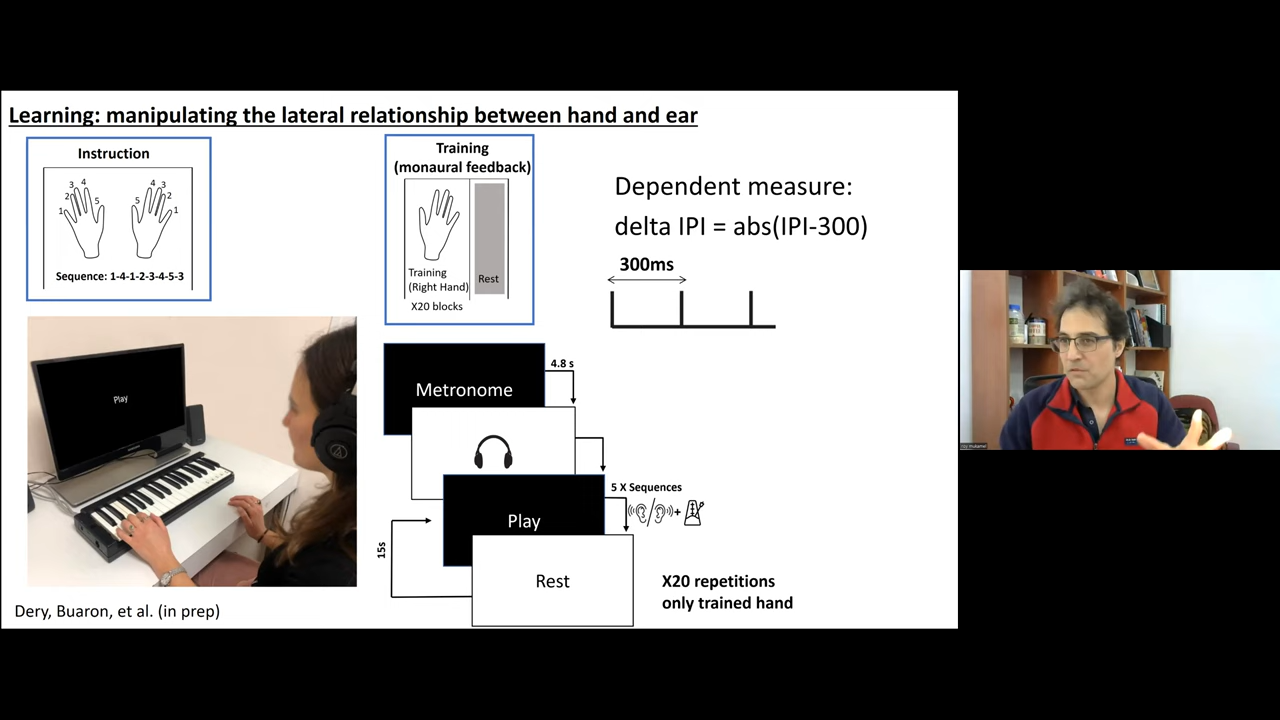 Learning: manipulating the lateral relationship between hand and ear
Instruction
3 4
2
1
5
4 3
2
5
1
Sequence: 1-4-1-2-3-4-5-3
Training
(monaural feedback)
Training
(Right Hand)
Rest
X20 blocks
Dependent measure:
delta IPI = abs(IPI-300)
300ms
Play
Metronome
4.8 s
5 X Sequences
+
Play
15s
Rest
X20 repetitions
only trained hand
Dery, Buaron, et al. (in prep)